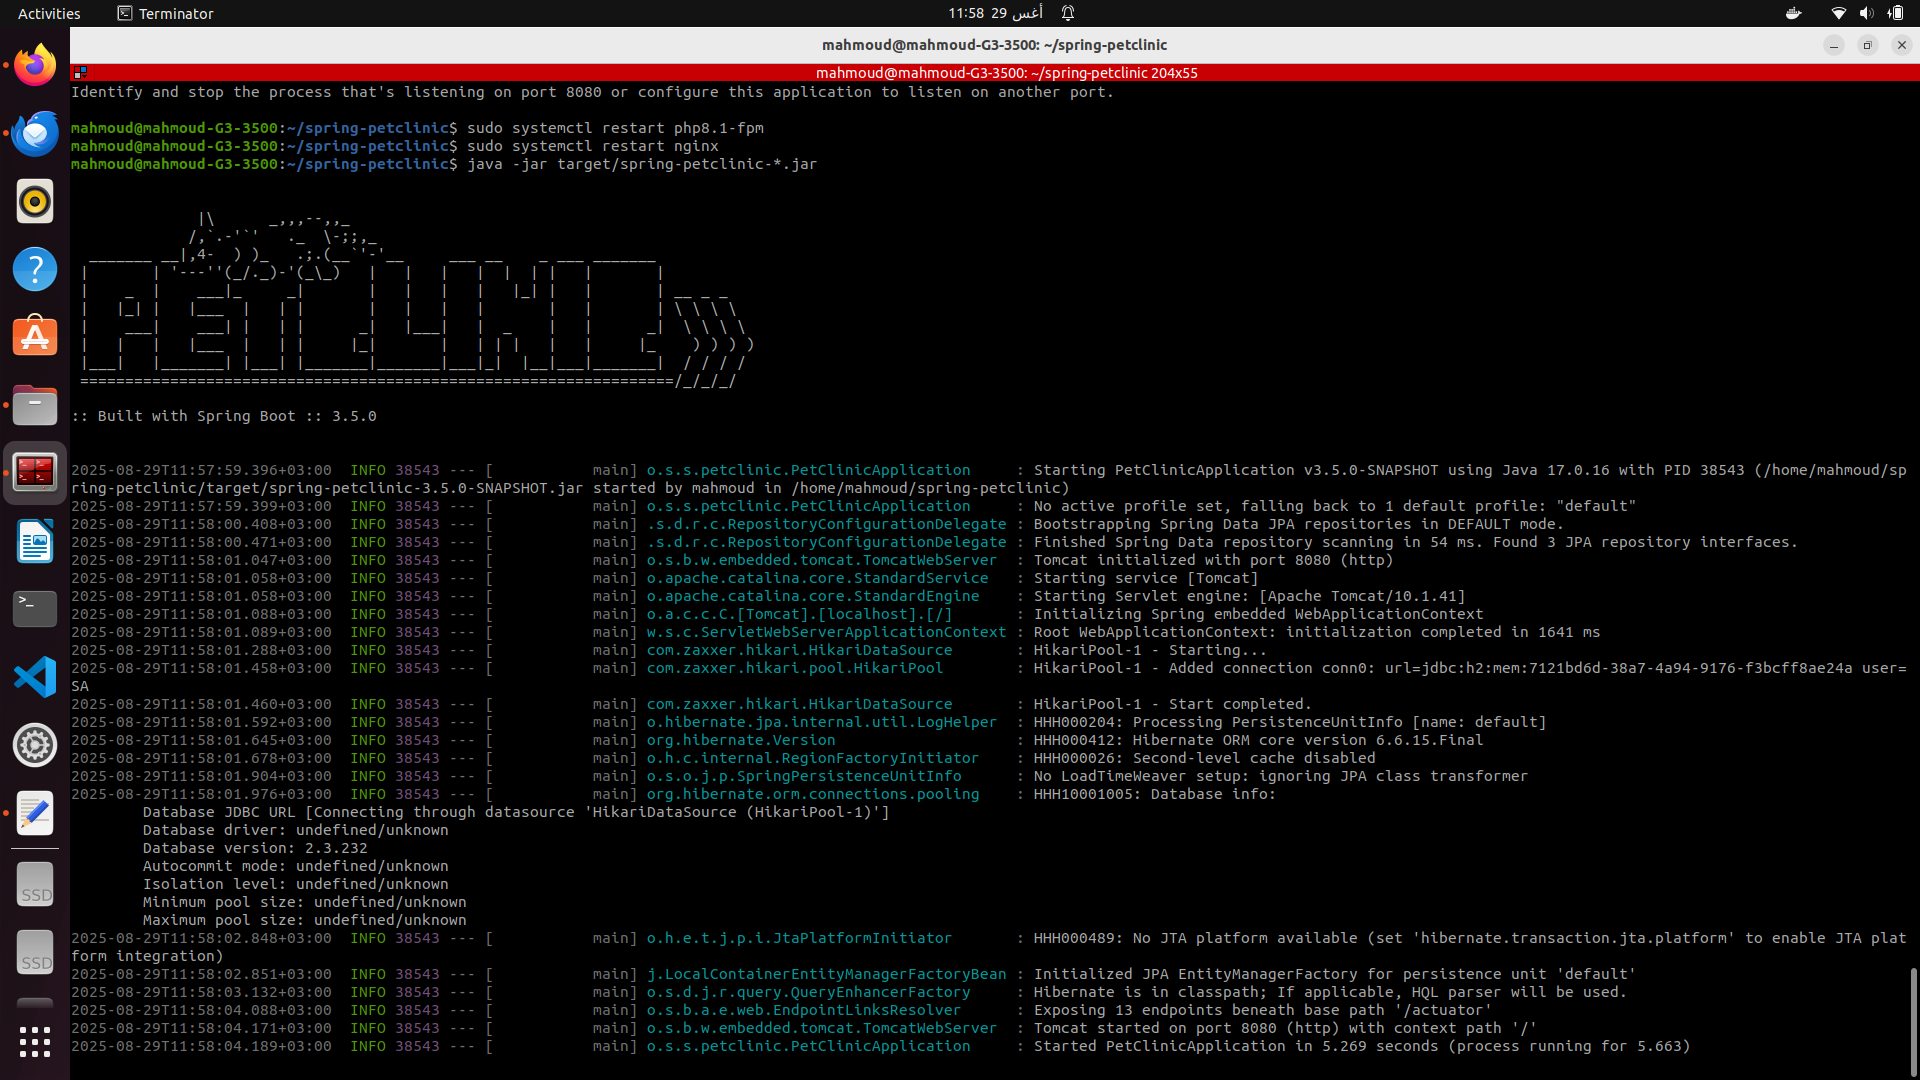 Activities Terminator 11:58 29 أغس
mahmoud@mahmoud-G3-3500: ~/spring-petclinic
mahmoud@mahmoud-G3-3500: ~/spring-petclinic 204x55
Identify and stop the process that's listening on port 8080 or configure this application to listen on another port.
mahmoud@mahmoud-G3-3500:~/spring-petclinic$ sudo systemctl restart php8.1-fpm
mahmoud@mahmoud-G3-3500:~/spring-petclinic$ sudo systemctl restart nginx
mahmoud@mahmoud-G3-3500:~/spring-petclinic$ java -jar target/spring-petclinic-*.jar
PETCLINIC
:: Built with Spring Boot :: 3.5.0
2025-08-29T11:57:59.396+03:00  INFO 38543 --- [           main] o.s.s.petclinic.PetClinicApplication     : Starting PetClinicApplication v3.5.0-SNAPSHOT using Java 17.0.16 with PID 38543 (/home/mahmoud/sp
ring-petclinic/target/spring-petclinic-3.5.0-SNAPSHOT.jar started by mahmoud in /home/mahmoud/spring-petclinic)
2025-08-29T11:57:59.399+03:00  INFO 38543 --- [           main] o.s.s.petclinic.PetClinicApplication     : No active profile set, falling back to 1 default profile: "default"
2025-08-29T11:58:00.408+03:00  INFO 38543 --- [           main] .s.d.r.c.RepositoryConfigurationDelegate : Bootstrapping Spring Data JPA repositories in DEFAULT mode.
2025-08-29T11:58:00.471+03:00  INFO 38543 --- [           main] .s.d.r.c.RepositoryConfigurationDelegate : Finished Spring Data repository scanning in 54 ms. Found 3 JPA repository interfaces.
2025-08-29T11:58:01.047+03:00  INFO 38543 --- [           main] o.s.b.w.embedded.tomcat.TomcatWebServer  : Tomcat initialized with port 8080 (http)
2025-08-29T11:58:01.058+03:00  INFO 38543 --- [           main] o.apache.catalina.core.StandardService   : Starting service [Tomcat]
2025-08-29T11:58:01.058+03:00  INFO 38543 --- [           main] o.apache.catalina.core.StandardEngine    : Starting Servlet engine: [Apache Tomcat/10.1.41]
2025-08-29T11:58:01.088+03:00  INFO 38543 --- [           main] o.a.c.c.C.[Tomcat].[localhost].[/]       : Initializing Spring embedded WebApplicationContext
2025-08-29T11:58:01.089+03:00  INFO 38543 --- [           main] w.s.c.ServletWebServerApplicationContext : Root WebApplicationContext: initialization completed in 1641 ms
2025-08-29T11:58:01.288+03:00  INFO 38543 --- [           main] com.zaxxer.hikari.HikariDataSource       : HikariPool-1 - Starting...
2025-08-29T11:58:01.458+03:00  INFO 38543 --- [           main] com.zaxxer.hikari.pool.HikariPool        : HikariPool-1 - Added connection conn0: url=jdbc:h2:mem:7121bd6d-38a7-4a94-9176-f3bcff8ae24a user=
SA
2025-08-29T11:58:01.460+03:00  INFO 38543 --- [           main] com.zaxxer.hikari.HikariDataSource       : HikariPool-1 - Start completed.
2025-08-29T11:58:01.592+03:00  INFO 38543 --- [           main] o.hibernate.jpa.internal.util.LogHelper  : HHH000204: Processing PersistenceUnitInfo [name: default]
2025-08-29T11:58:01.645+03:00  INFO 38543 --- [           main] org.hibernate.Version                    : HHH000412: Hibernate ORM core version 6.6.15.Final
2025-08-29T11:58:01.678+03:00  INFO 38543 --- [           main] o.h.c.internal.RegionFactoryInitiator    : HHH000026: Second-level cache disabled
2025-08-29T11:58:01.904+03:00  INFO 38543 --- [           main] o.s.o.j.p.SpringPersistenceUnitInfo      : No LoadTimeWeaver setup: ignoring JPA class transformer
2025-08-29T11:58:01.976+03:00  INFO 38543 --- [           main] org.hibernate.orm.connections.pooling    : HHH10001005: Database info:
Database JDBC URL [Connecting through datasource 'HikariDataSource (HikariPool-1)']
Database driver: undefined/unknown
Database version: 2.3.232
Autocommit mode: undefined/unknown
Isolation level: undefined/unknown
Minimum pool size: undefined/unknown
Maximum pool size: undefined/unknown
2025-08-29T11:58:02.848+03:00  INFO 38543 --- [           main] o.h.e.t.j.p.i.JtaPlatformInitiator       : HHH000489: No JTA platform available (set 'hibernate.transaction.jta.platform' to enable JTA plat
form integration)
2025-08-29T11:58:02.851+03:00  INFO 38543 --- [           main] j.LocalContainerEntityManagerFactoryBean : Initialized JPA EntityManagerFactory for persistence unit 'default'
2025-08-29T11:58:03.132+03:00  INFO 38543 --- [           main] o.s.d.j.r.query.QueryEnhancerFactory     : Hibernate is in classpath; If applicable, HQL parser will be used.
2025-08-29T11:58:04.088+03:00  INFO 38543 --- [           main] o.s.b.a.e.web.EndpointLinksResolver      : Exposing 13 endpoints beneath base path '/actuator'
2025-08-29T11:58:04.171+03:00  INFO 38543 --- [           main] o.s.b.w.embedded.tomcat.TomcatWebServer  : Tomcat started on port 8080 (http) with context path '/'
2025-08-29T11:58:04.189+03:00  INFO 38543 --- [           main] o.s.s.petclinic.PetClinicApplication     : Started PetClinicApplication in 5.269 seconds (process running for 5.663)
SSD
SSD